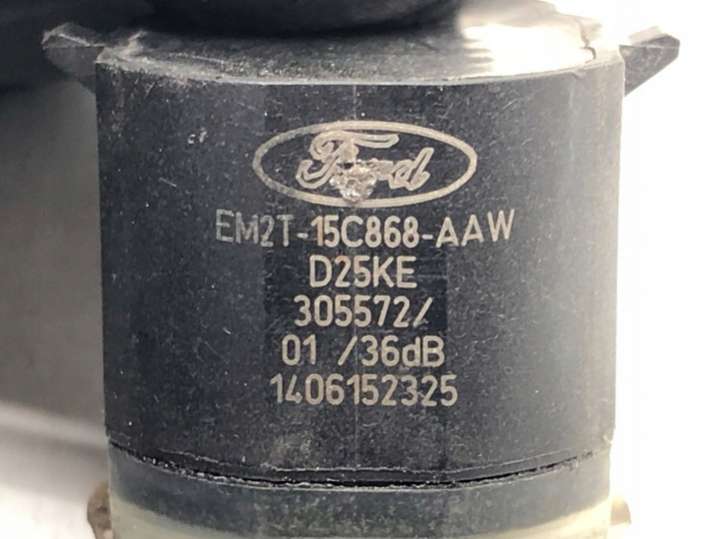 Ford
EM2T-15C868-AAW
D25KE
305572/
01 /36dB
1406152325